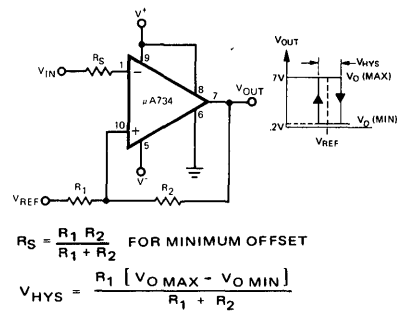 V+
RS
VIN
1
−
9
μA734
8
7
VOUT
10
+
6
5
V-
VREF
R1
R2
VOUT
VHYS
7V
VO (MAX)
.2V
VO (MIN)
VREF
RS = R1 R2 / R1 + R2 FOR MINIMUM OFFSET
VHYS = R1 [ VO MAX - VO MIN ] / R1 + R2